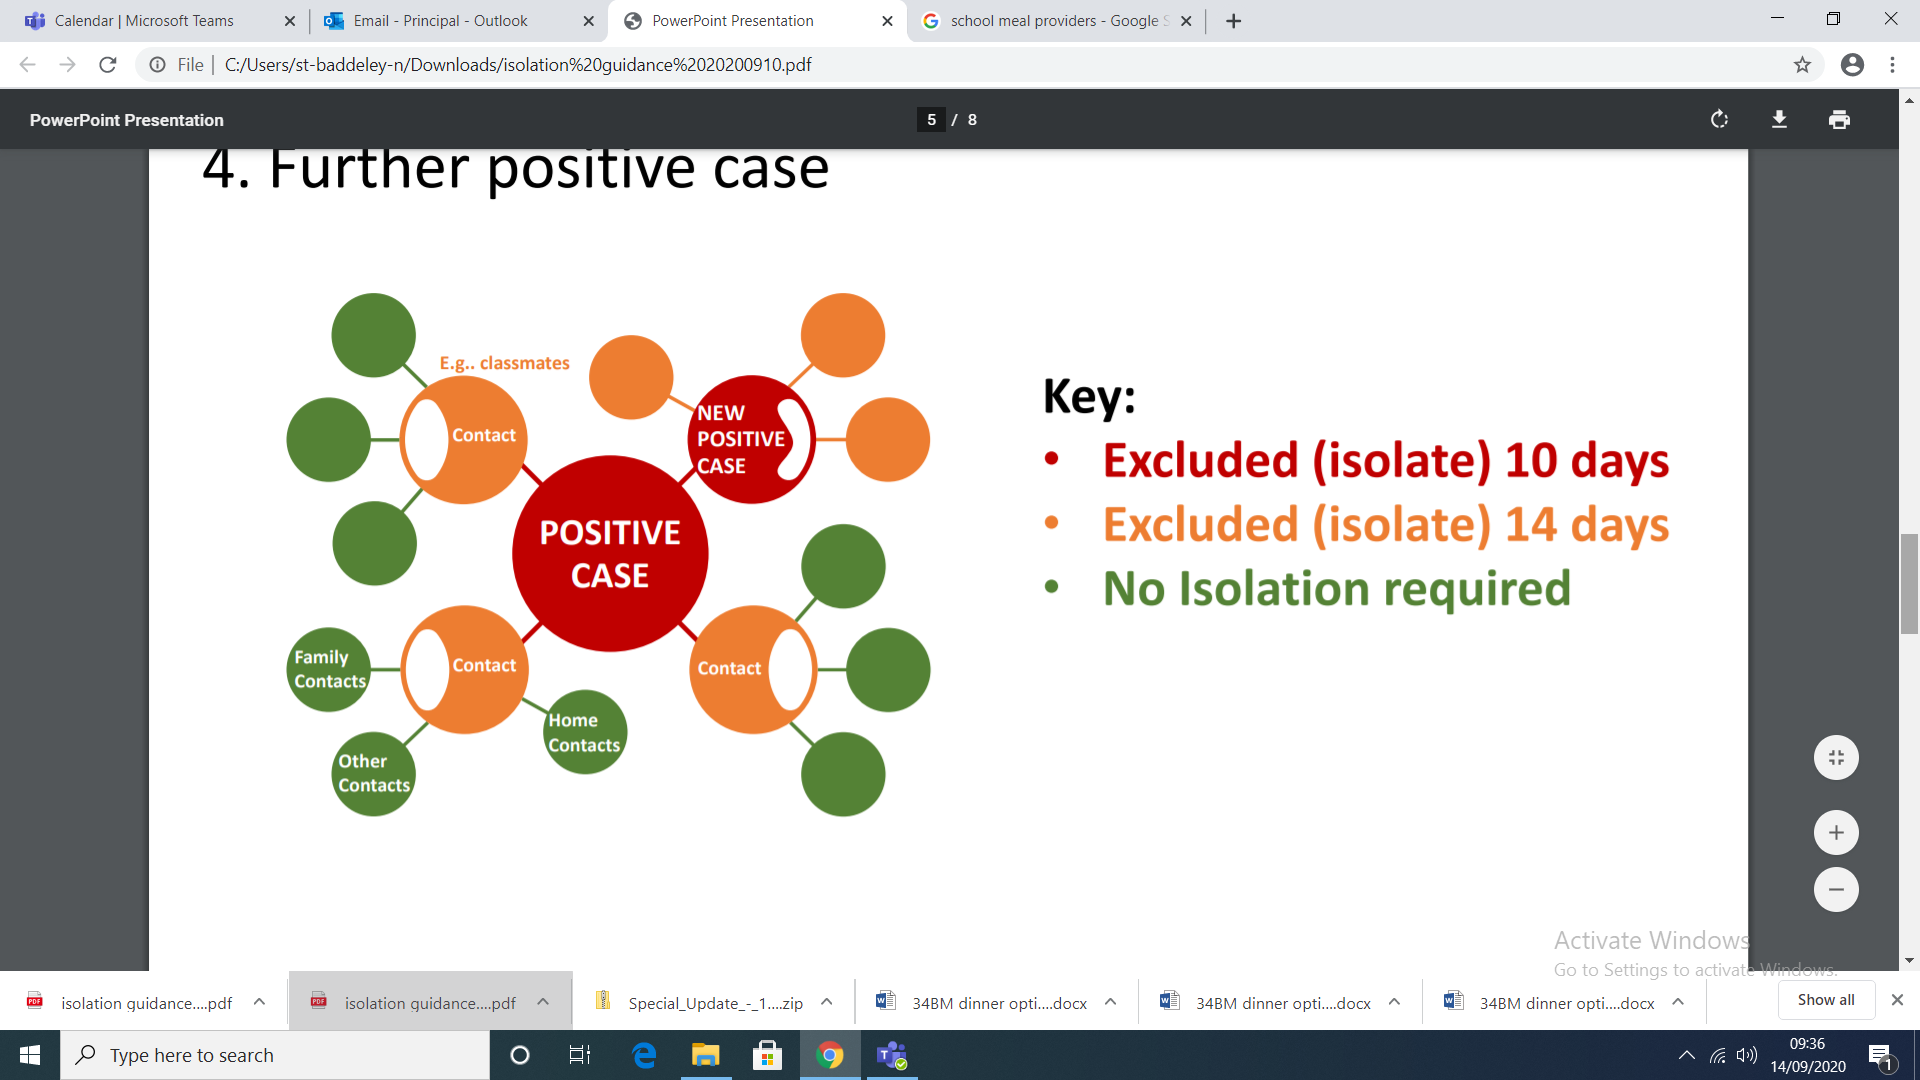 Calendar | Microsoft Teams
Email - Principal - Outlook
PowerPoint Presentation
school meal providers - Google S
File | C:/Users/st-baddeley-n/Downloads/isolation%20guidance%2020200910.pdf
PowerPoint Presentation
5 / 8
4. Further positive case
E.g.. classmates
Contact
NEW
POSITIVE
CASE
POSITIVE
CASE
Contact
Contact
Family
Contacts
Home
Contacts
Other
Contacts
Key:
• Excluded (isolate) 10 days
• Excluded (isolate) 14 days
• No Isolation required
Activate Windows
Go to Settings to activate Windows.
isolation guidance....pdf
isolation guidance....pdf
Special_Update_-_1....zip
34BM dinner opti....docx
34BM dinner opti....docx
34BM dinner opti....docx
Show all
Type here to search
09:36
14/09/2020
1